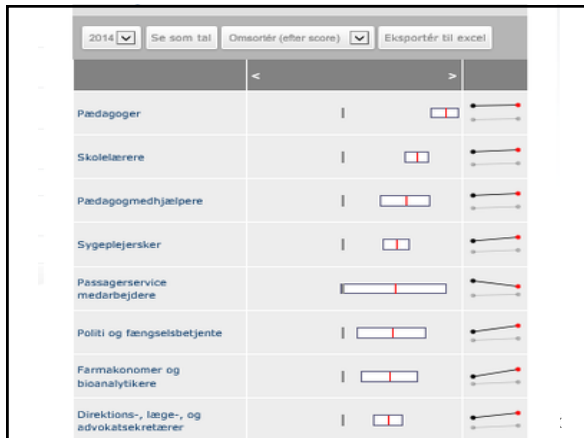 2014 Se som tal Omsortér (efter score) Eksportér til excel
< >
Pædagoger
Skolelærere
Pædagogmedhjælpere
Sygeplejersker
Passagerservice
medarbejdere
Politi og fængselsbetjente
Farmakonomer og
bioanalytikere
Direktions-, læge-, og
advokatsekretærer